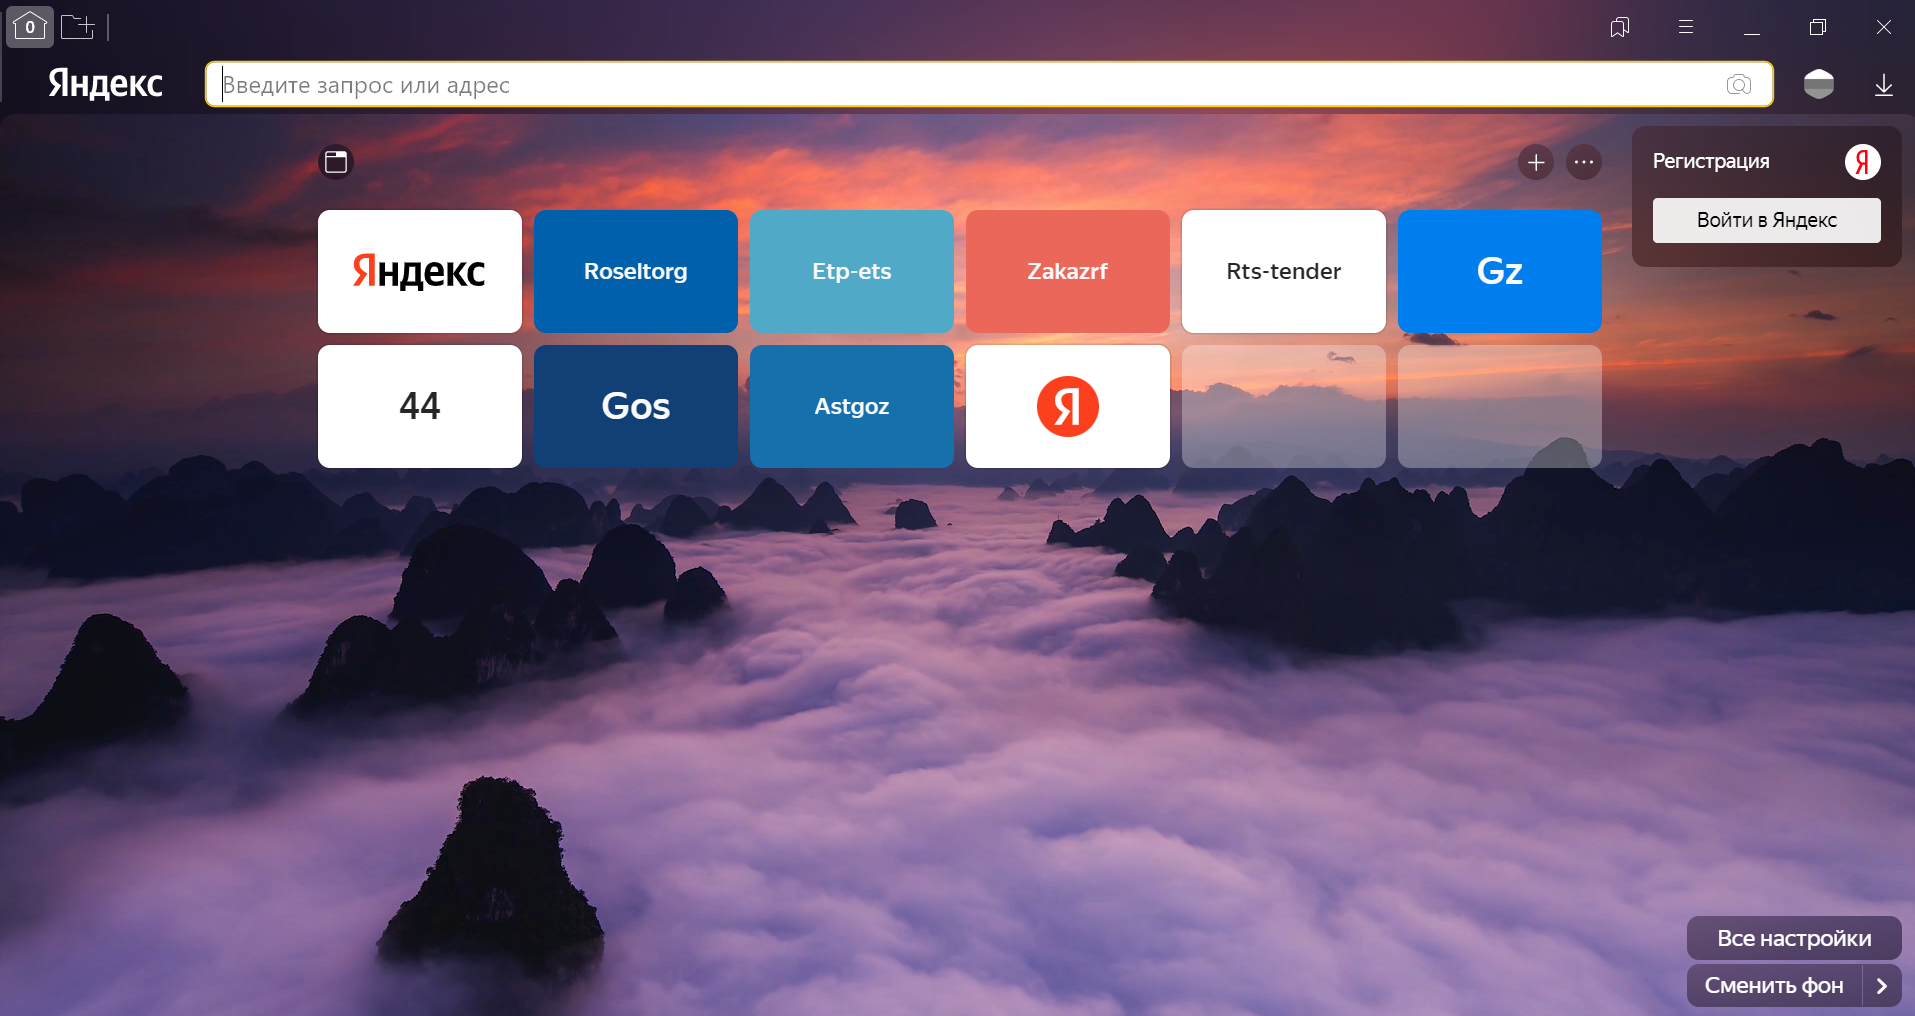 0
Яндекс
Введите запрос или адрес
Регистрация
Я
Войти в Яндекс
Яндекс
Roseltorg
Etp-ets
Zakazrf
Rts-tender
Gz
44
Gos
Astgoz
Я
Все настройки
Сменить фон